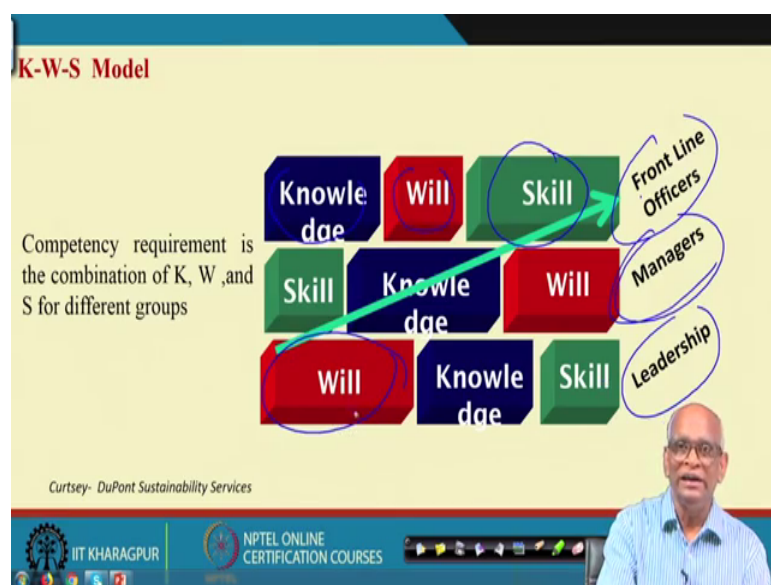 K-W-S Model
Knowle
dge
Will
Skill
Front Line
Officers
Competency requirement is
the combination of K, W ,and
S for different groups
Skill
Knowle
dge
Will
Managers
Will
Knowle
dge
Skill
Leadership
Curtsey- DuPont Sustainability Services
IIT KHARAGPUR
NPTEL ONLINE
CERTIFICATION COURSES